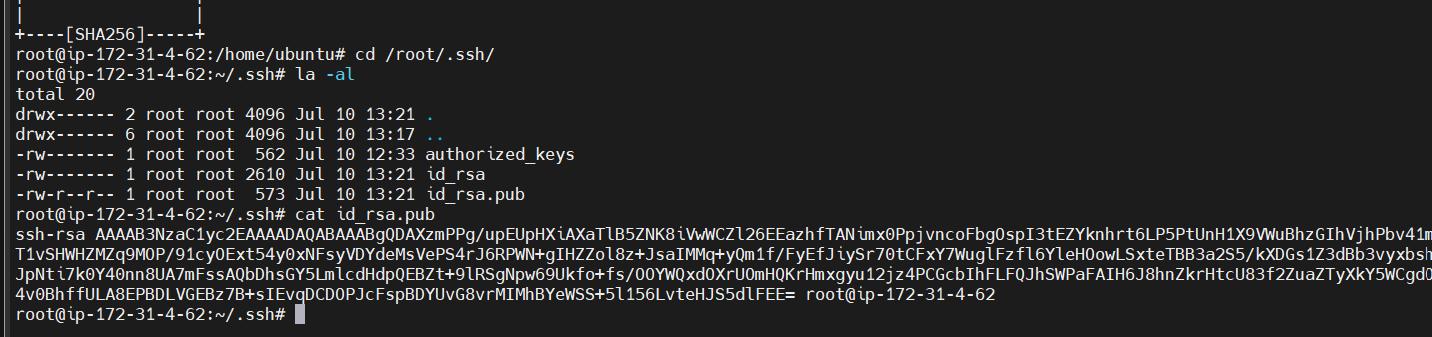 |                 |
+----[SHA256]-----+
root@ip-172-31-4-62:/home/ubuntu# cd /root/.ssh/
root@ip-172-31-4-62:~/.ssh# la -al
total 20
drwx------ 2 root root 4096 Jul 10 13:21 .
drwx------ 6 root root 4096 Jul 10 13:17 ..
-rw------- 1 root root  562 Jul 10 12:33 authorized_keys
-rw------- 1 root root 2610 Jul 10 13:21 id_rsa
-rw-r--r-- 1 root root  573 Jul 10 13:21 id_rsa.pub
root@ip-172-31-4-62:~/.ssh# cat id_rsa.pub
ssh-rsa AAAAB3NzaC1yc2EAAAADAQABAAABgQDAXzmPPg/upEUpHXiAXaTlB5ZNK8iVwWCZl26EEazhfTANimx0PpjvncoFbgOspI3tEZYknhrt6LP5PtUnH1X9VWuBhzGIhVjhPbv41m
T1vSHWHZMZq9MOP/91cyOExt54y0xNFsyVDYdeMsVePS4rJ6RPWN+gIHZZol8z+JsaIMMq+yQm1f/FyEfJiySr70tCFxY7WuglFzfl6YleHOowLSxteTBB3a2S5/kXDGs1Z3dBb3vyxbsh
JpNti7k0Y40nn8UA7mFssAQbDhsGY5LmlcdHdpQEBZt+9lRSgNpw69Ukfo+fs/OOYWQxdOXrUOmHQKrHmxgyu12jz4PCGcbIhFLFQJhSWPaFAIH6J8hnZkrHtcU83f2ZuaZTyXkY5WCgdO
4v0BhffULA8EPBDLVGEBz7B+sIEvqDCDOPJcFspBDYUvG8vrMIMhBYeWSS+5l156LvteHJS5dlFEE= root@ip-172-31-4-62
root@ip-172-31-4-62:~/.ssh#